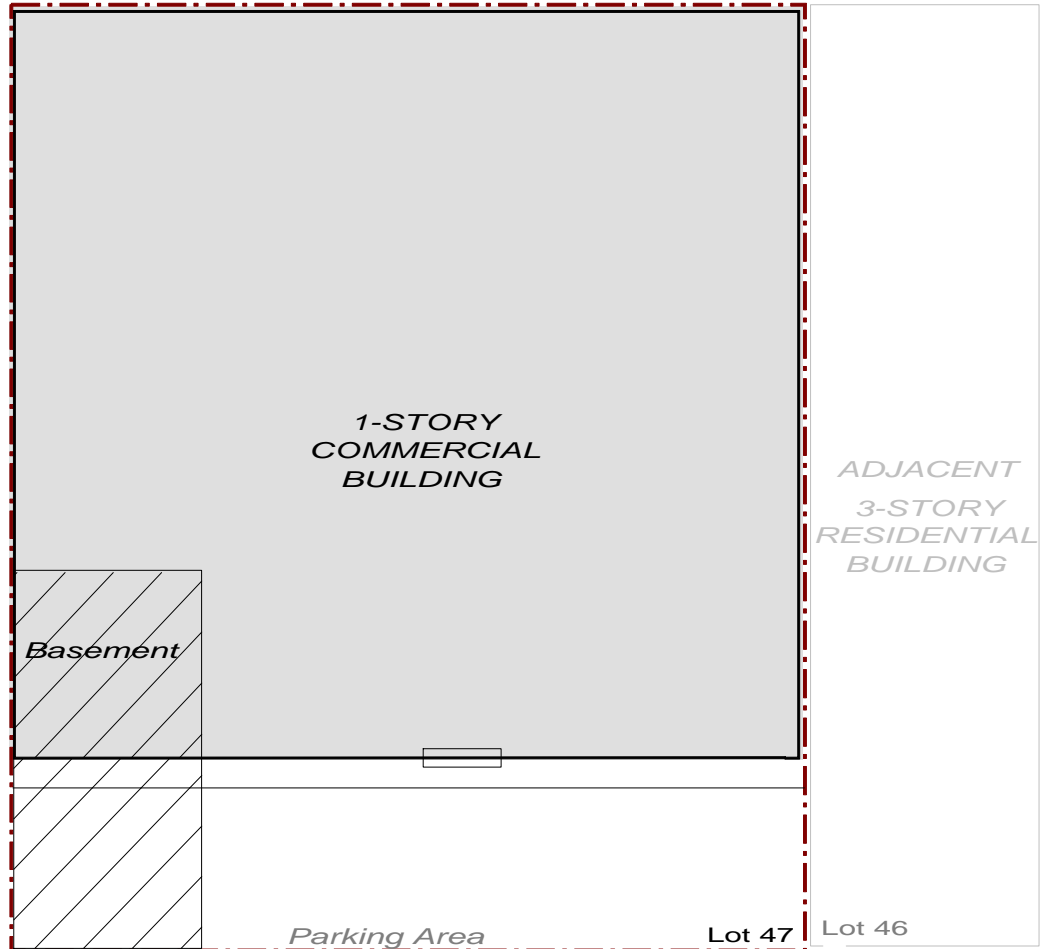 1-STORY
COMMERCIAL
BUILDING
ADJACENT
3-STORY
RESIDENTIAL
BUILDING
Basement
Parking Area
Lot 47
Lot 46